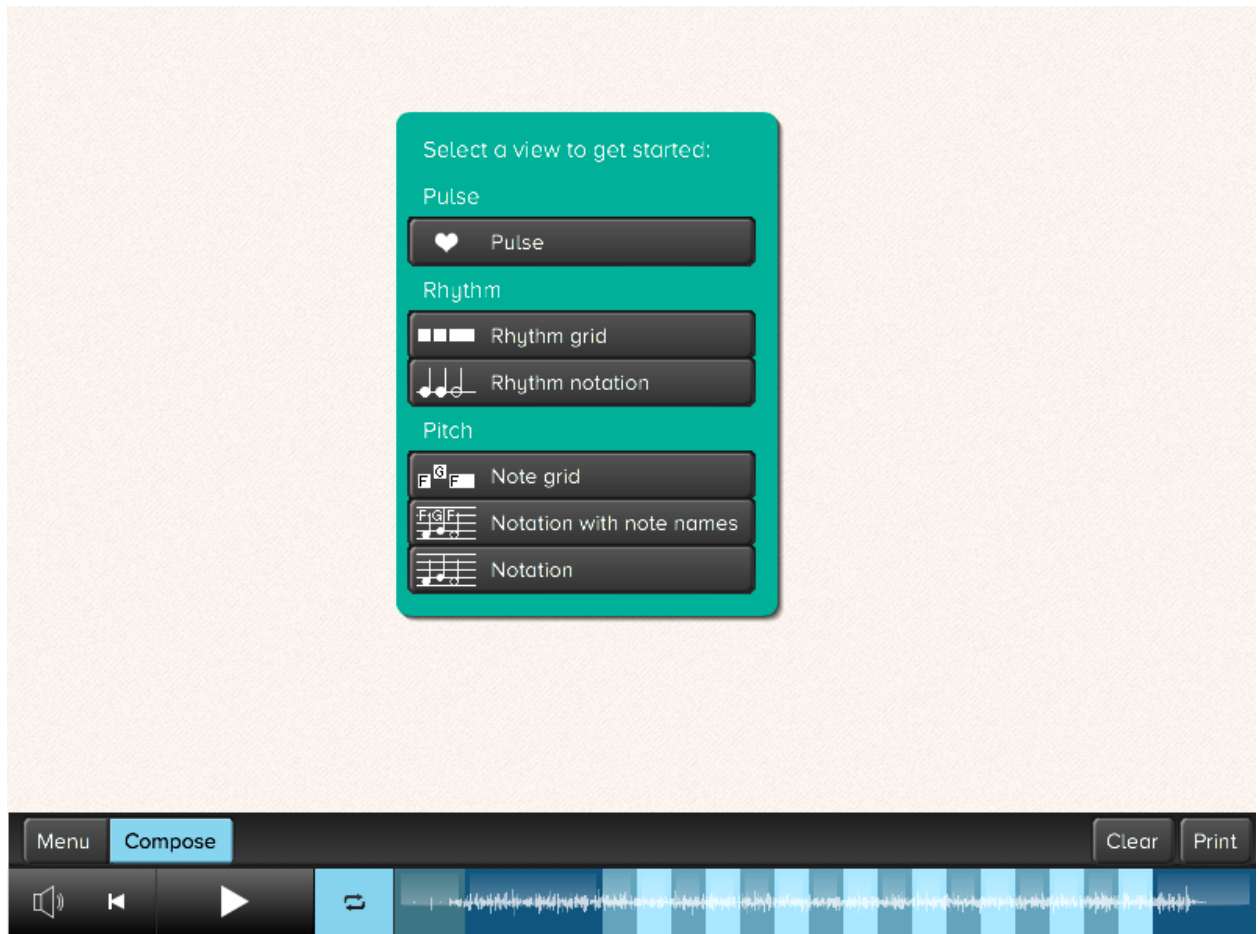 Select a view to get started:
Pulse
Pulse
Rhythm
Rhythm grid
Rhythm notation
Pitch
F G F Note grid
F G F Notation with note names
Notation
Menu Compose Clear Print